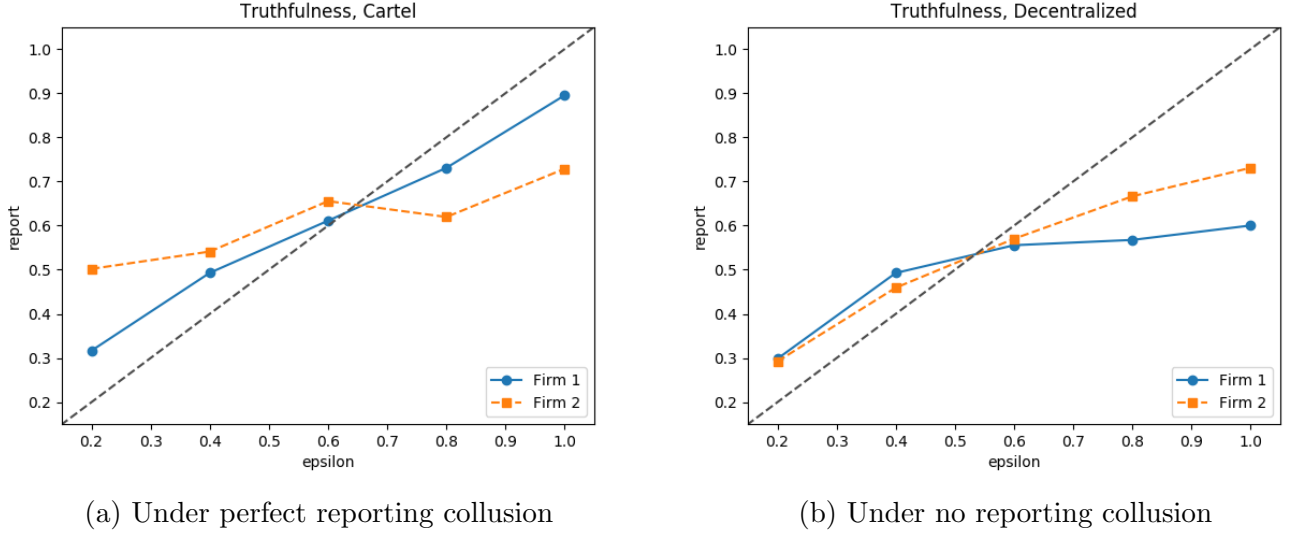 Truthfulness, Cartel
1.0
0.9
0.8
0.7
0.6
0.5
0.4
0.3
0.2
report
0.2 0.3 0.4 0.5 0.6 0.7 0.8 0.9 1.0
epsilon
Firm 1
Firm 2
(a) Under perfect reporting collusion
Truthfulness, Decentralized
1.0
0.9
0.8
0.7
0.6
0.5
0.4
0.3
0.2
report
0.2 0.3 0.4 0.5 0.6 0.7 0.8 0.9 1.0
epsilon
Firm 1
Firm 2
(b) Under no reporting collusion